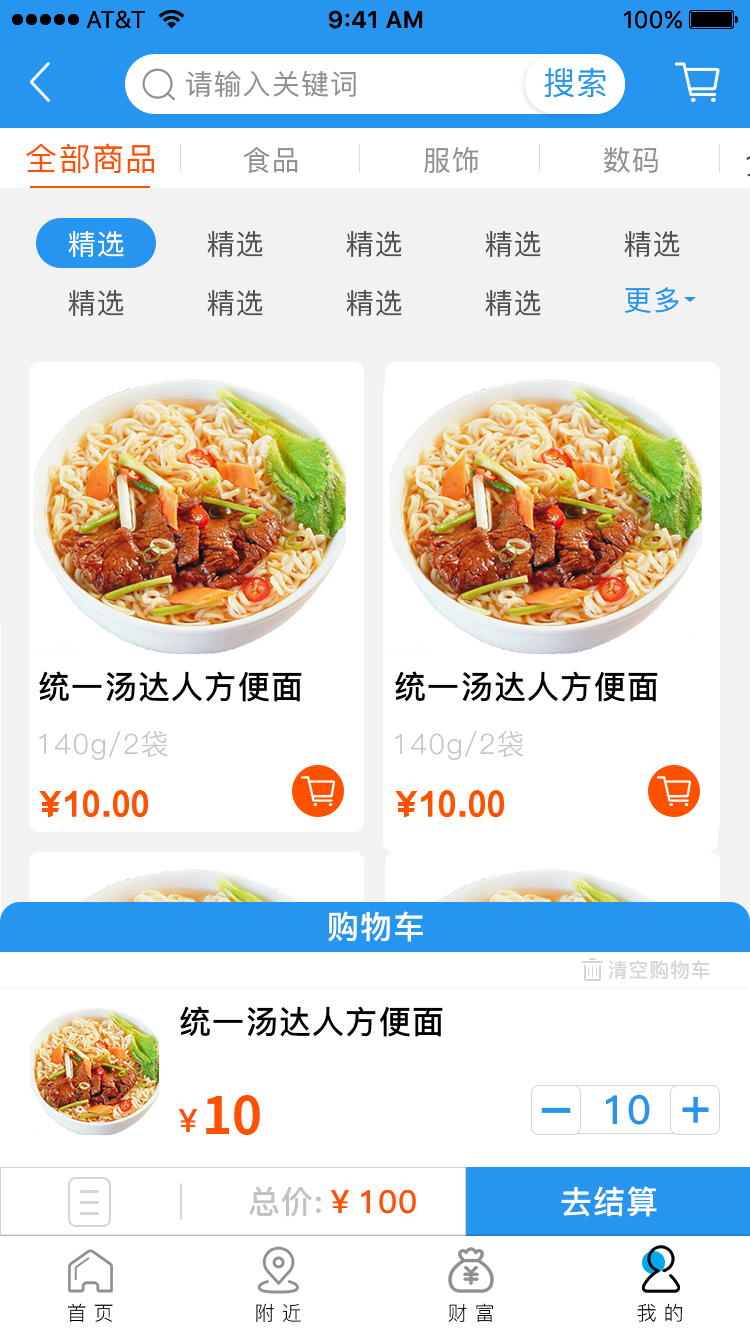 AT&T 9:41 AM 100%
请输入关键词 搜索
全部商品 食品 服饰 数码
精选 精选 精选 精选 精选
精选 精选 精选 精选 更多
统一汤达人方便面 统一汤达人方便面
140g/2袋 140g/2袋
¥10.00 ¥10.00
购物车
清空购物车
统一汤达人方便面
¥10 10
总价:¥100 去结算
首页 附近 财富 我的